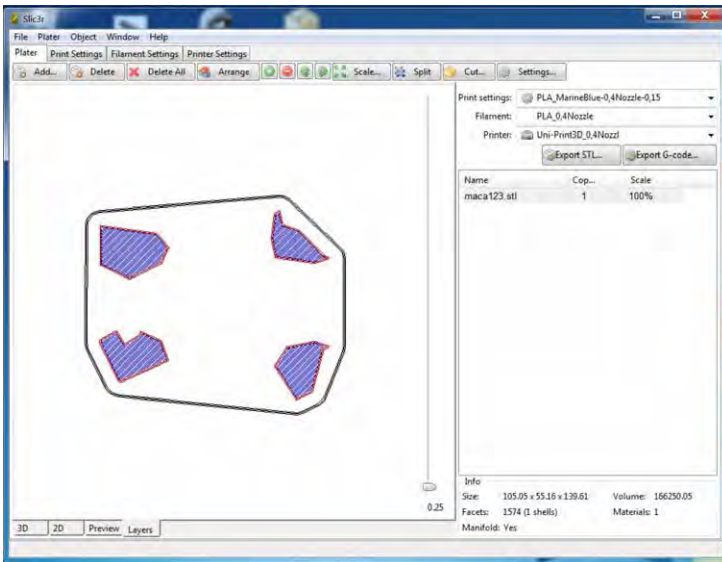 Slic3r
File Plater Object Window Help
Plater Print Settings Filament Settings Printer Settings
Add... Delete Delete All Arrange Scale... Split Cut... Settings...
Print settings: PLA_MarineBlue-0,4Nozzle-0,15
Filament: PLA_0,4Nozzle
Printer: Uni-Print3D_0,4Nozzl
Export STL... Export G-code...
Name Cop... Scale
maca123.stl 1 100%
0.25
Info
Size: 105.05 x 55.16 x 139.61 Volume: 166250.05
Facets: 1574 (1 shells) Materials: 1
Manifold: Yes
3D 2D Preview Layers